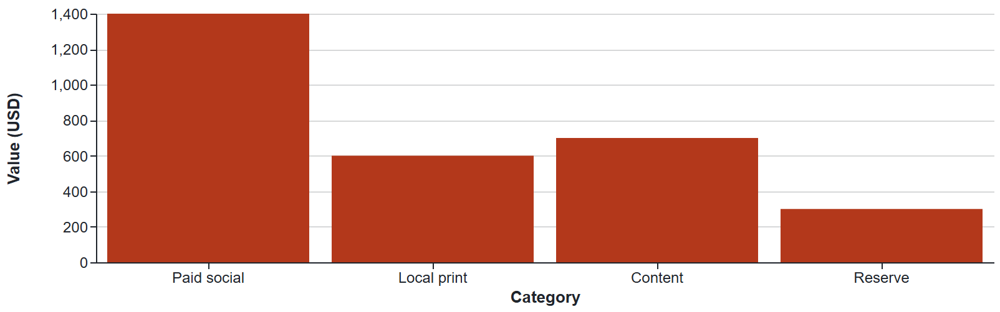 1,400
1,200
1,000
800
600
400
200
0
Value (USD)
Paid social
Local print
Content
Reserve
Category